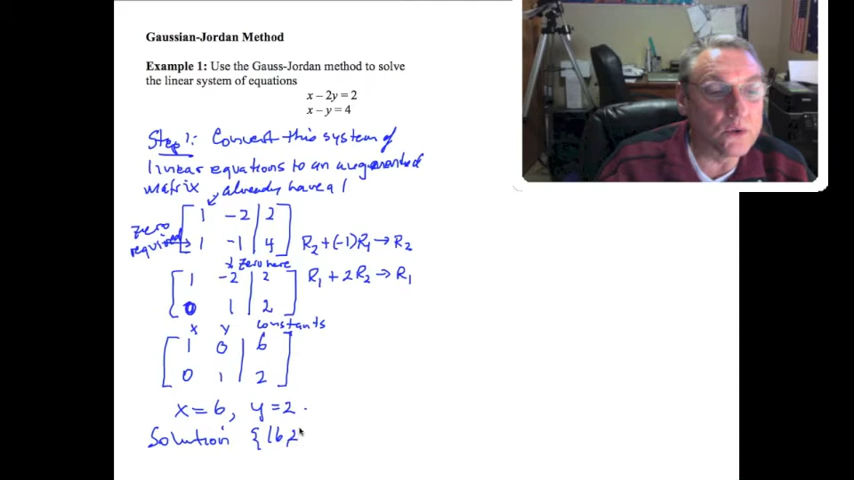 Gaussian-Jordan Method
Example 1: Use the Gauss-Jordan method to solve
the linear system of equations
x – 2y = 2
x – y = 4
Step 1: Convert this system of
linear equations to an augmented
matrix already have a 1
1 -2 | 2
zero required 1 -1 | 4 R2+(-1)R1→R2
zero here
1 -2 | 2 R1 + 2R2→R1
0 1 | 2
x y constants
1 0 | 6
0 1 | 2
x = 6, y = 2.
Solution {(6,2